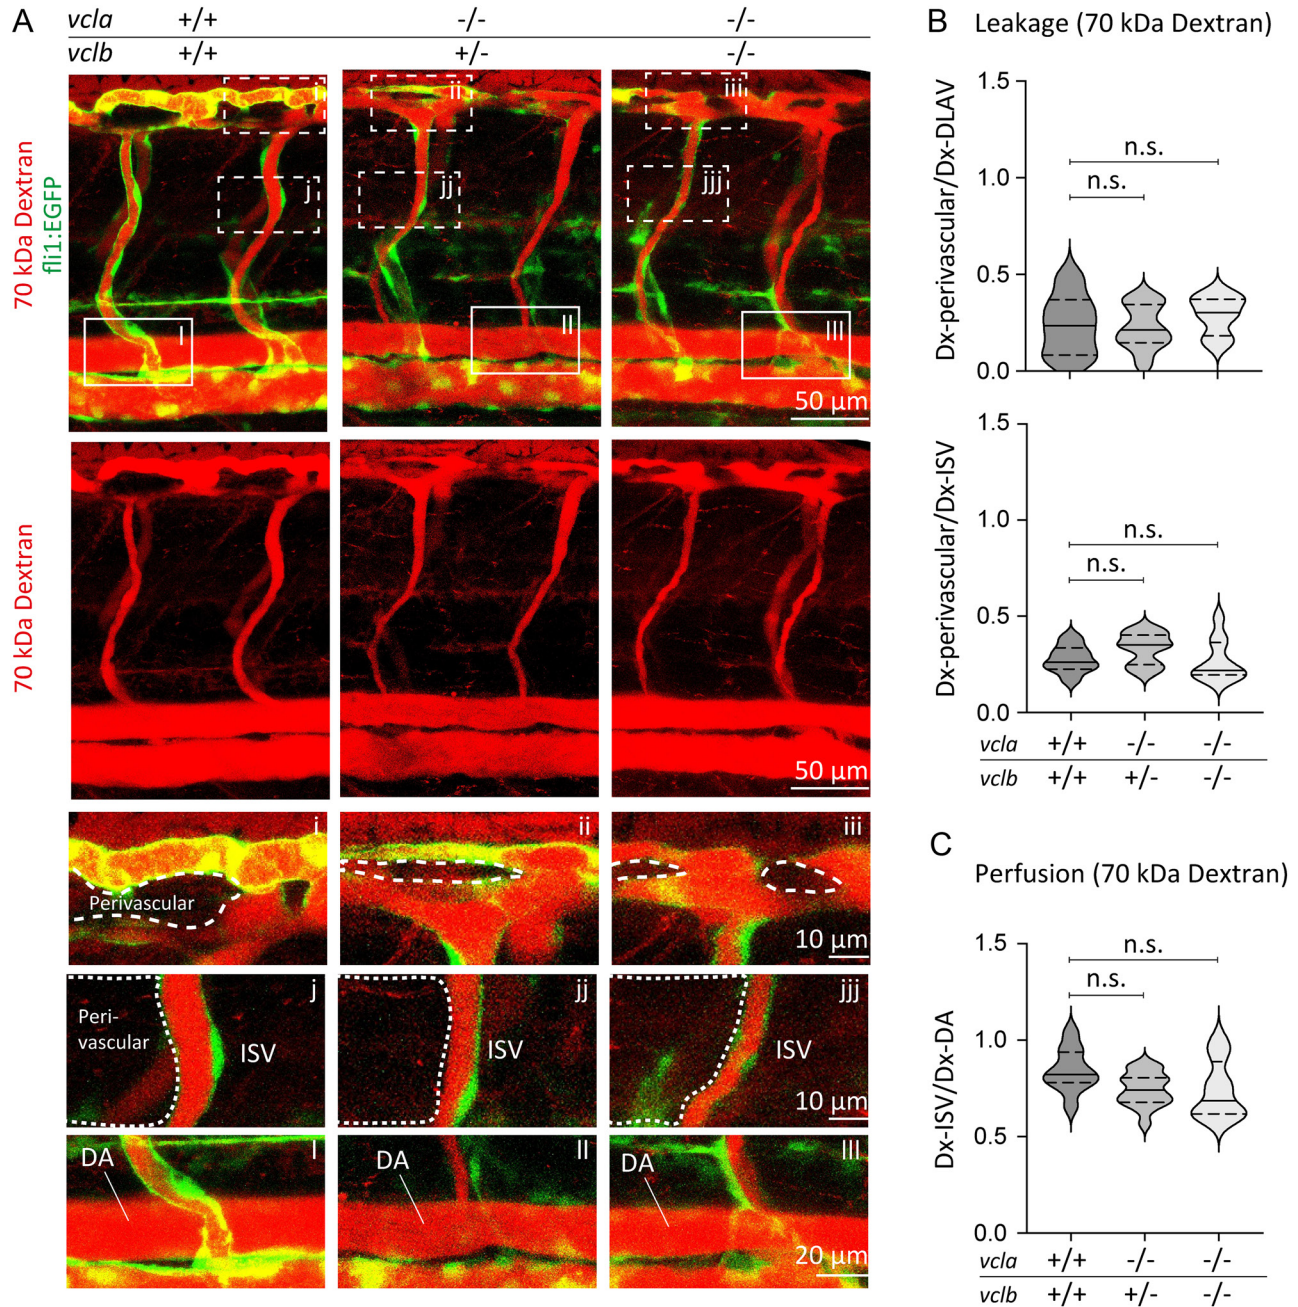 A
vcla +/+ -/- -/-
vclb +/+ +/- -/-
70 kDa Dextran
fli1:EGFP
i
j
I
ii
jj
II
iii
jjj
III
50 µm
70 kDa Dextran
50 µm
i
Perivascular
ii
iii
10 µm
j
Peri-
vascular
ISV
jj
ISV
jjj
ISV
10 µm
I
DA
II
DA
III
DA
20 µm
B Leakage (70 kDa Dextran)
Dx-perivascular/Dx-DLAV
1.5
1.0
0.5
0.0
n.s.
n.s.
Dx-perivascular/Dx-ISV
1.5
1.0
0.5
0.0
n.s.
n.s.
vcla +/+ -/- -/-
vclb +/+ +/- -/-
C Perfusion (70 kDa Dextran)
Dx-ISV/Dx-DA
1.5
1.0
0.5
0.0
n.s.
n.s.
vcla +/+ -/- -/-
vclb +/+ +/- -/-